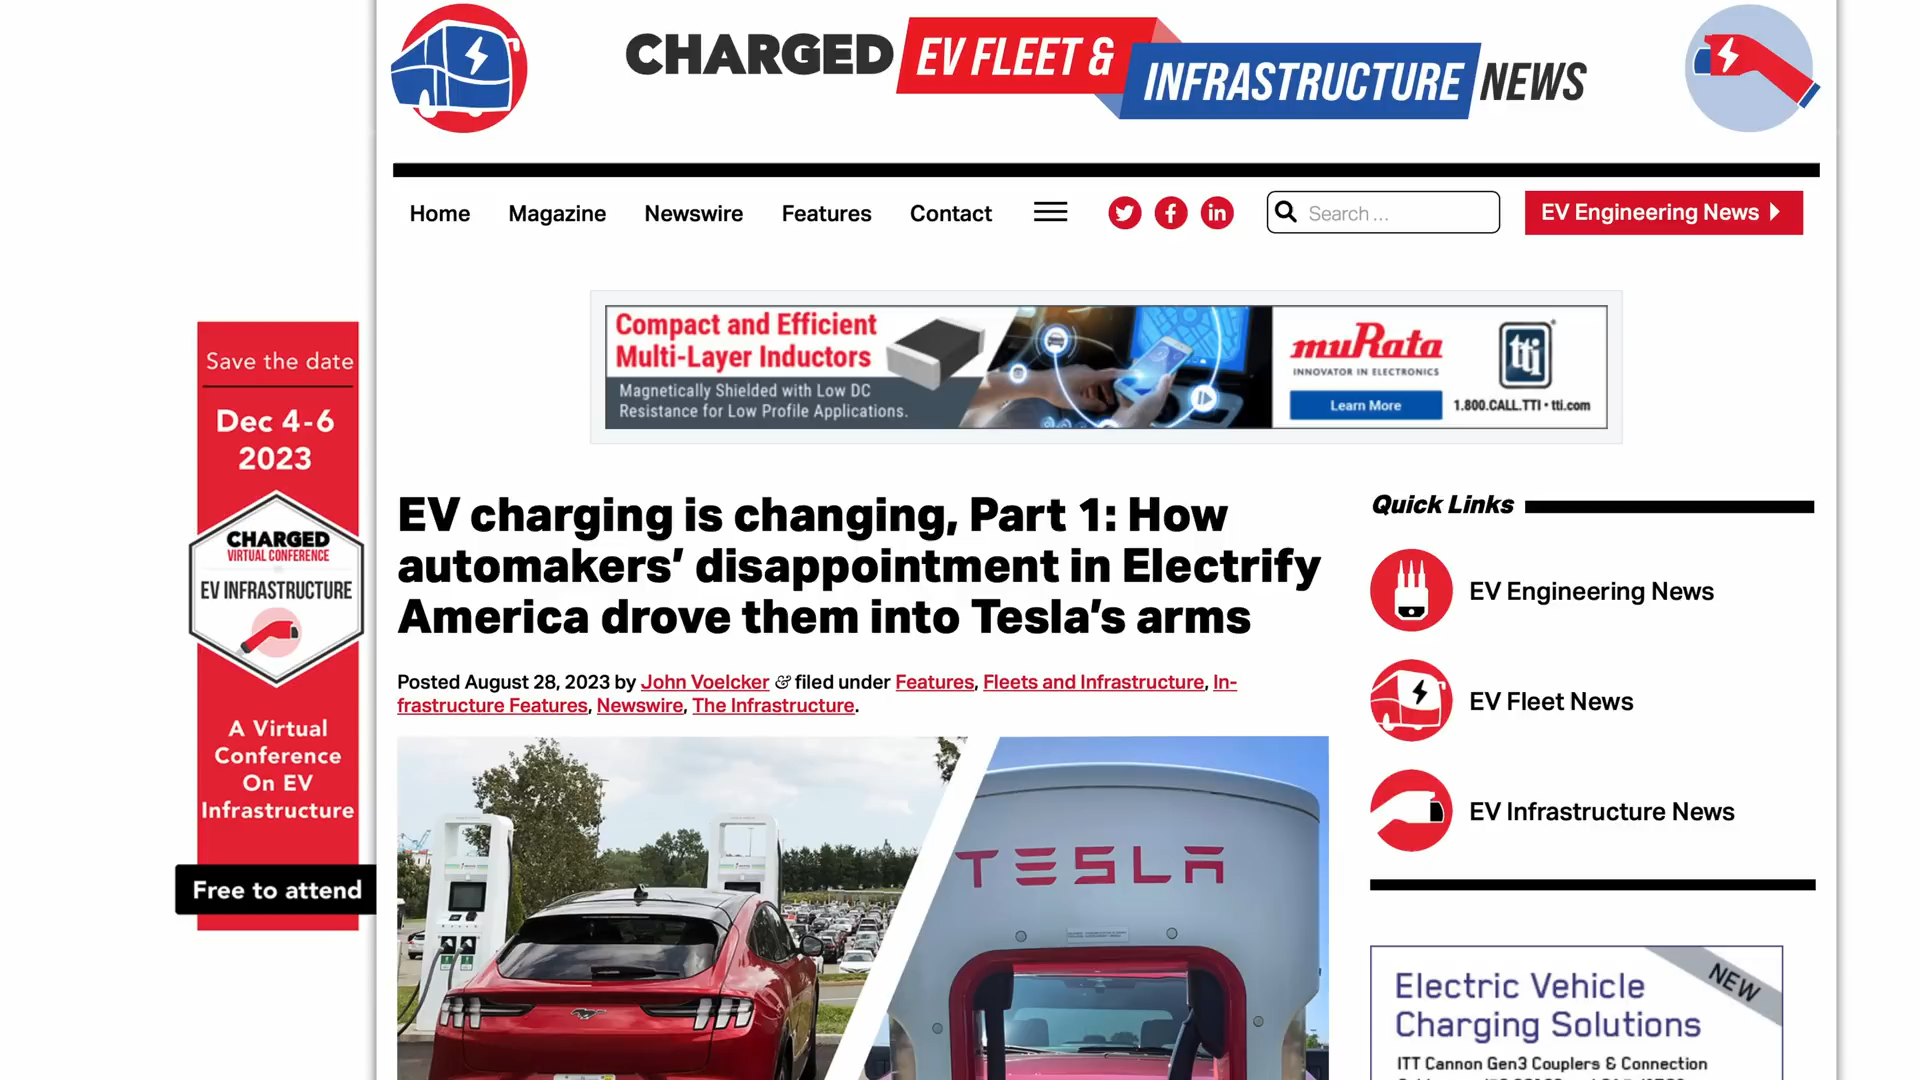 CHARGED EV FLEET & INFRASTRUCTURE NEWS
Home Magazine Newswire Features Contact Search ... EV Engineering News
Save the date
Dec 4-6
2023
CHARGED
VIRTUAL CONFERENCE
EV INFRASTRUCTURE
A Virtual
Conference
On EV
Infrastructure
Free to attend
Compact and Efficient
Multi-Layer Inductors
Magnetically Shielded with Low DC
Resistance for Low Profile Applications.
muRata
INNOVATOR IN ELECTRONICS
Learn More
tti
1.800.CALL.TTI • tti.com
EV charging is changing, Part 1: How
automakers’ disappointment in Electrify
America drove them into Tesla’s arms
Posted August 28, 2023 by John Voelcker & filed under Features, Fleets and Infrastructure, In-
frastructure Features, Newswire, The Infrastructure.
TESLA
Quick Links
EV Engineering News
EV Fleet News
EV Infrastructure News
NEW
Electric Vehicle
Charging Solutions
ITT Cannon Gen3 Couplers & Connection